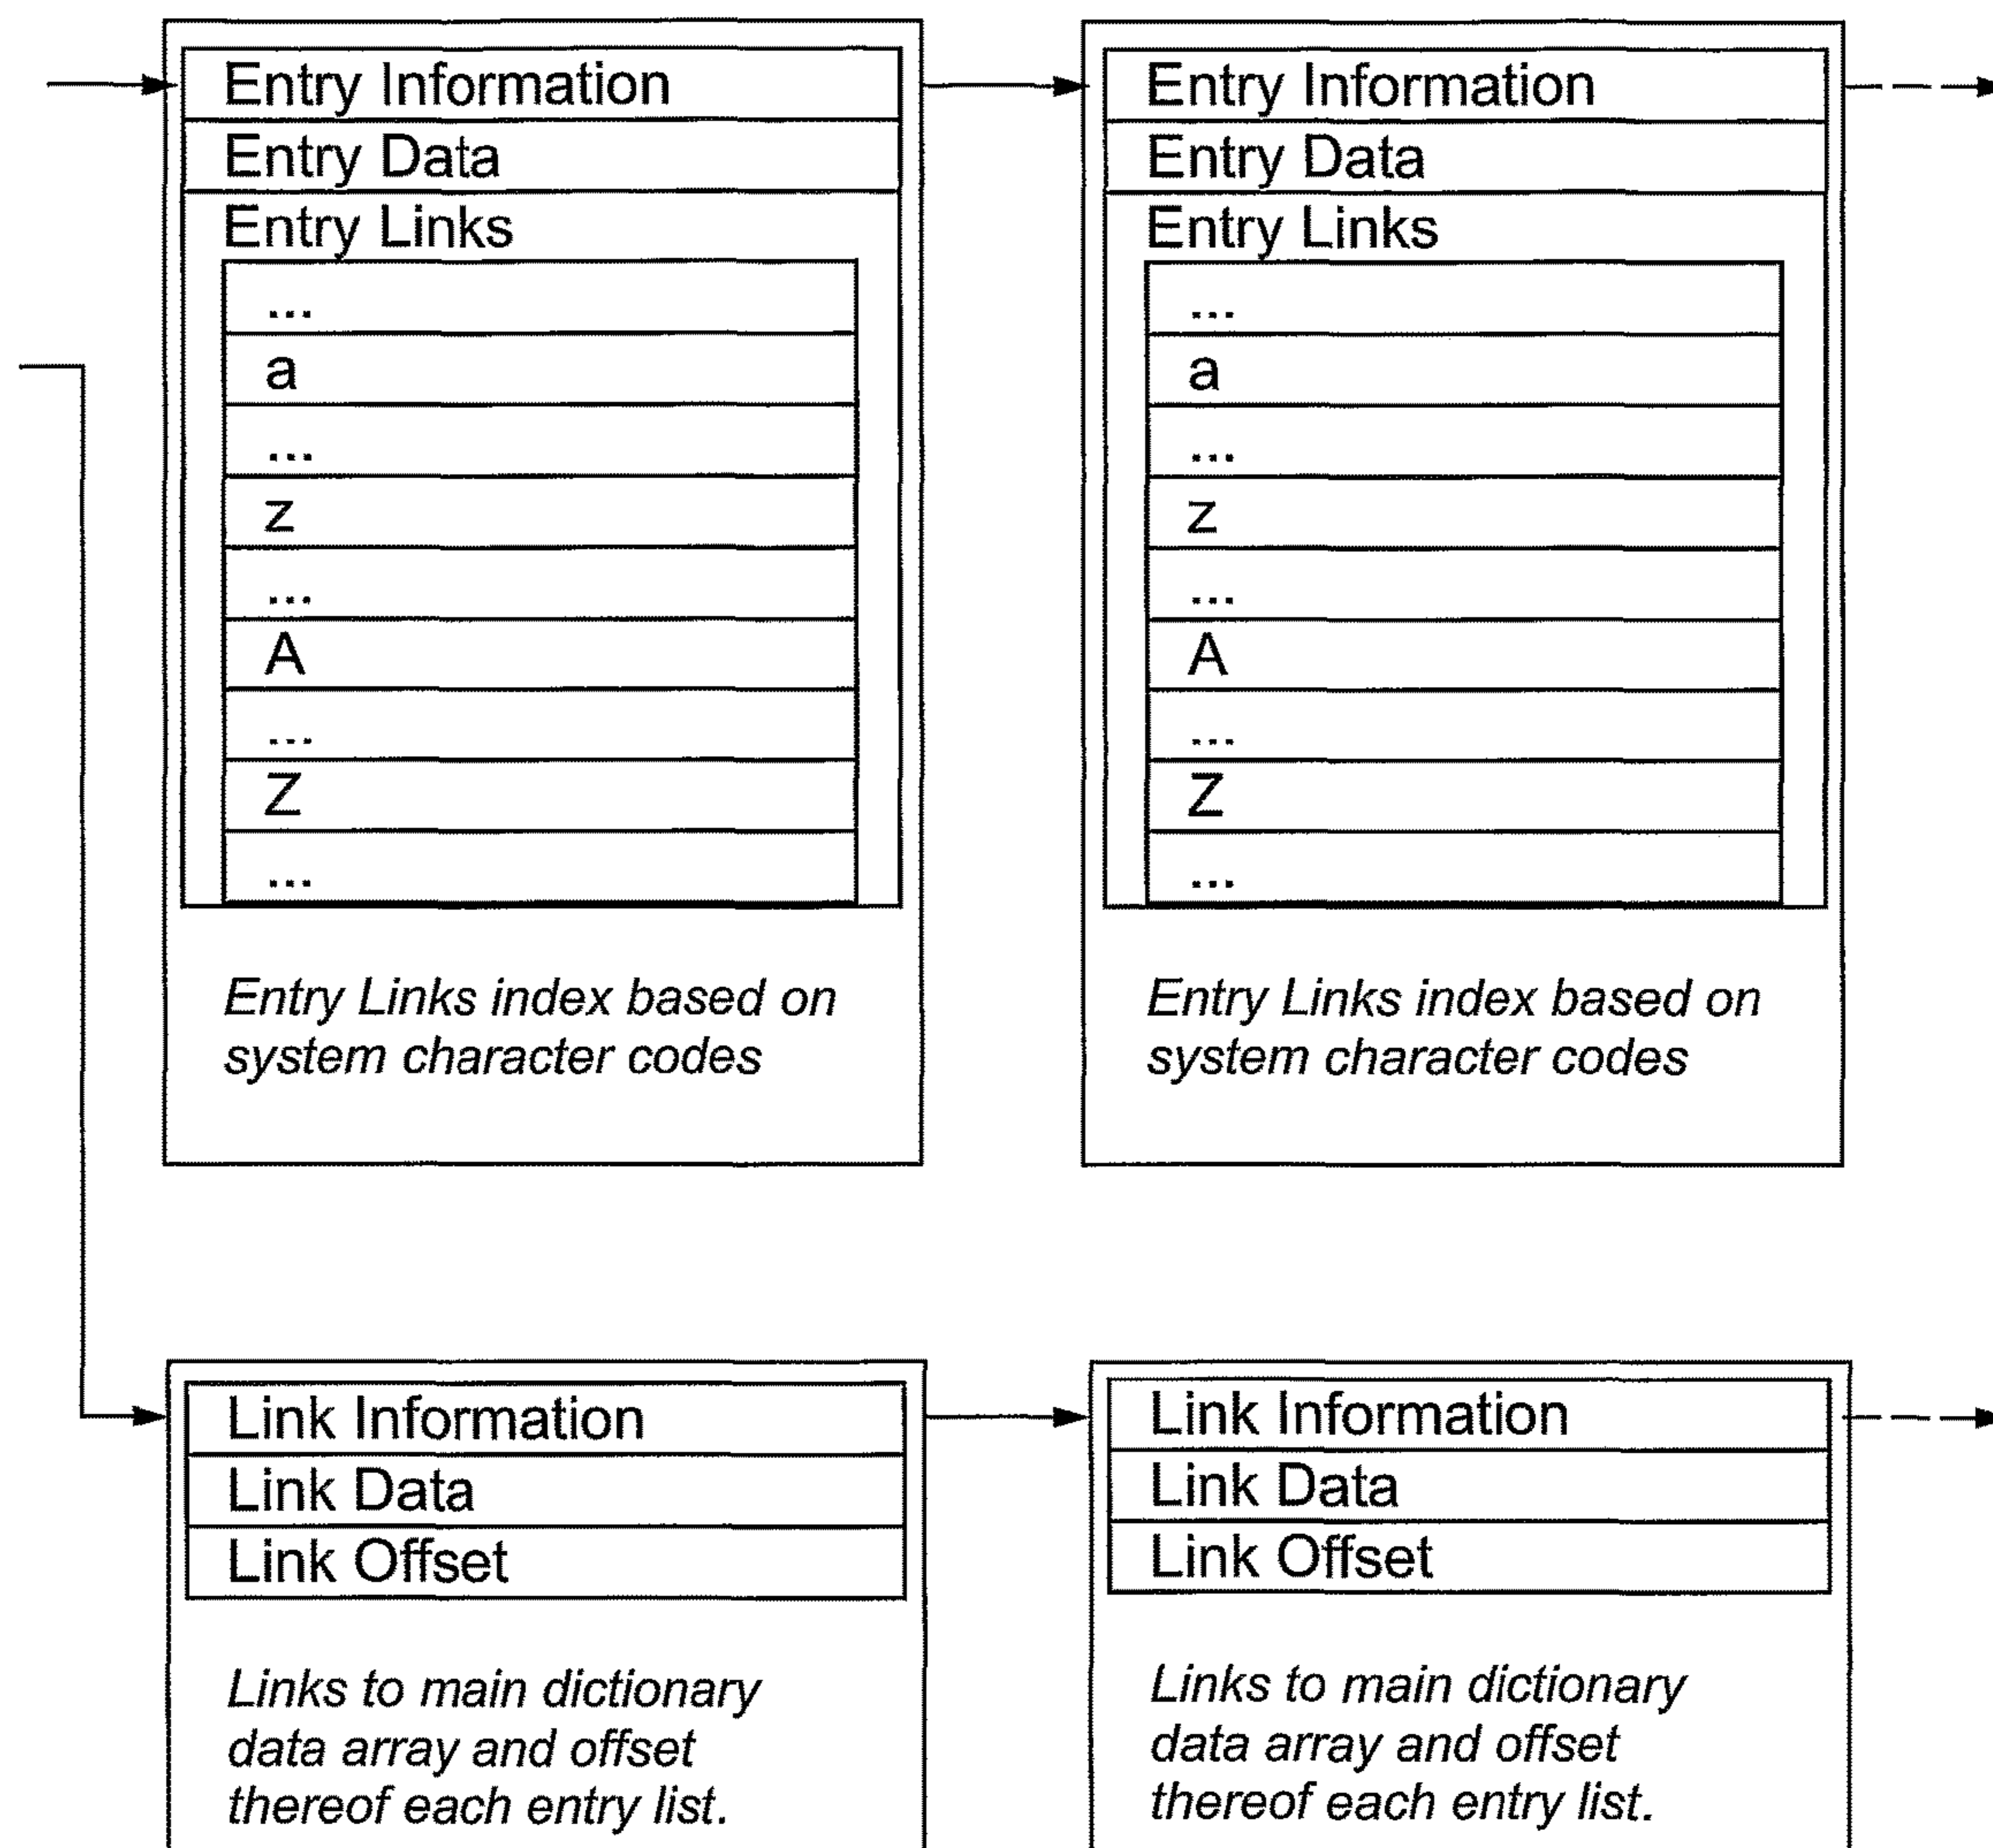 Entry Information
Entry Data
Entry Links
...
a
...
z
...
A
...
Z
...
Entry Links index based on
system character codes
Entry Information
Entry Data
Entry Links
...
a
...
z
...
A
...
Z
...
Entry Links index based on
system character codes
Link Information
Link Data
Link Offset
Links to main dictionary
data array and offset
thereof each entry list.
Link Information
Link Data
Link Offset
Links to main dictionary
data array and offset
thereof each entry list.